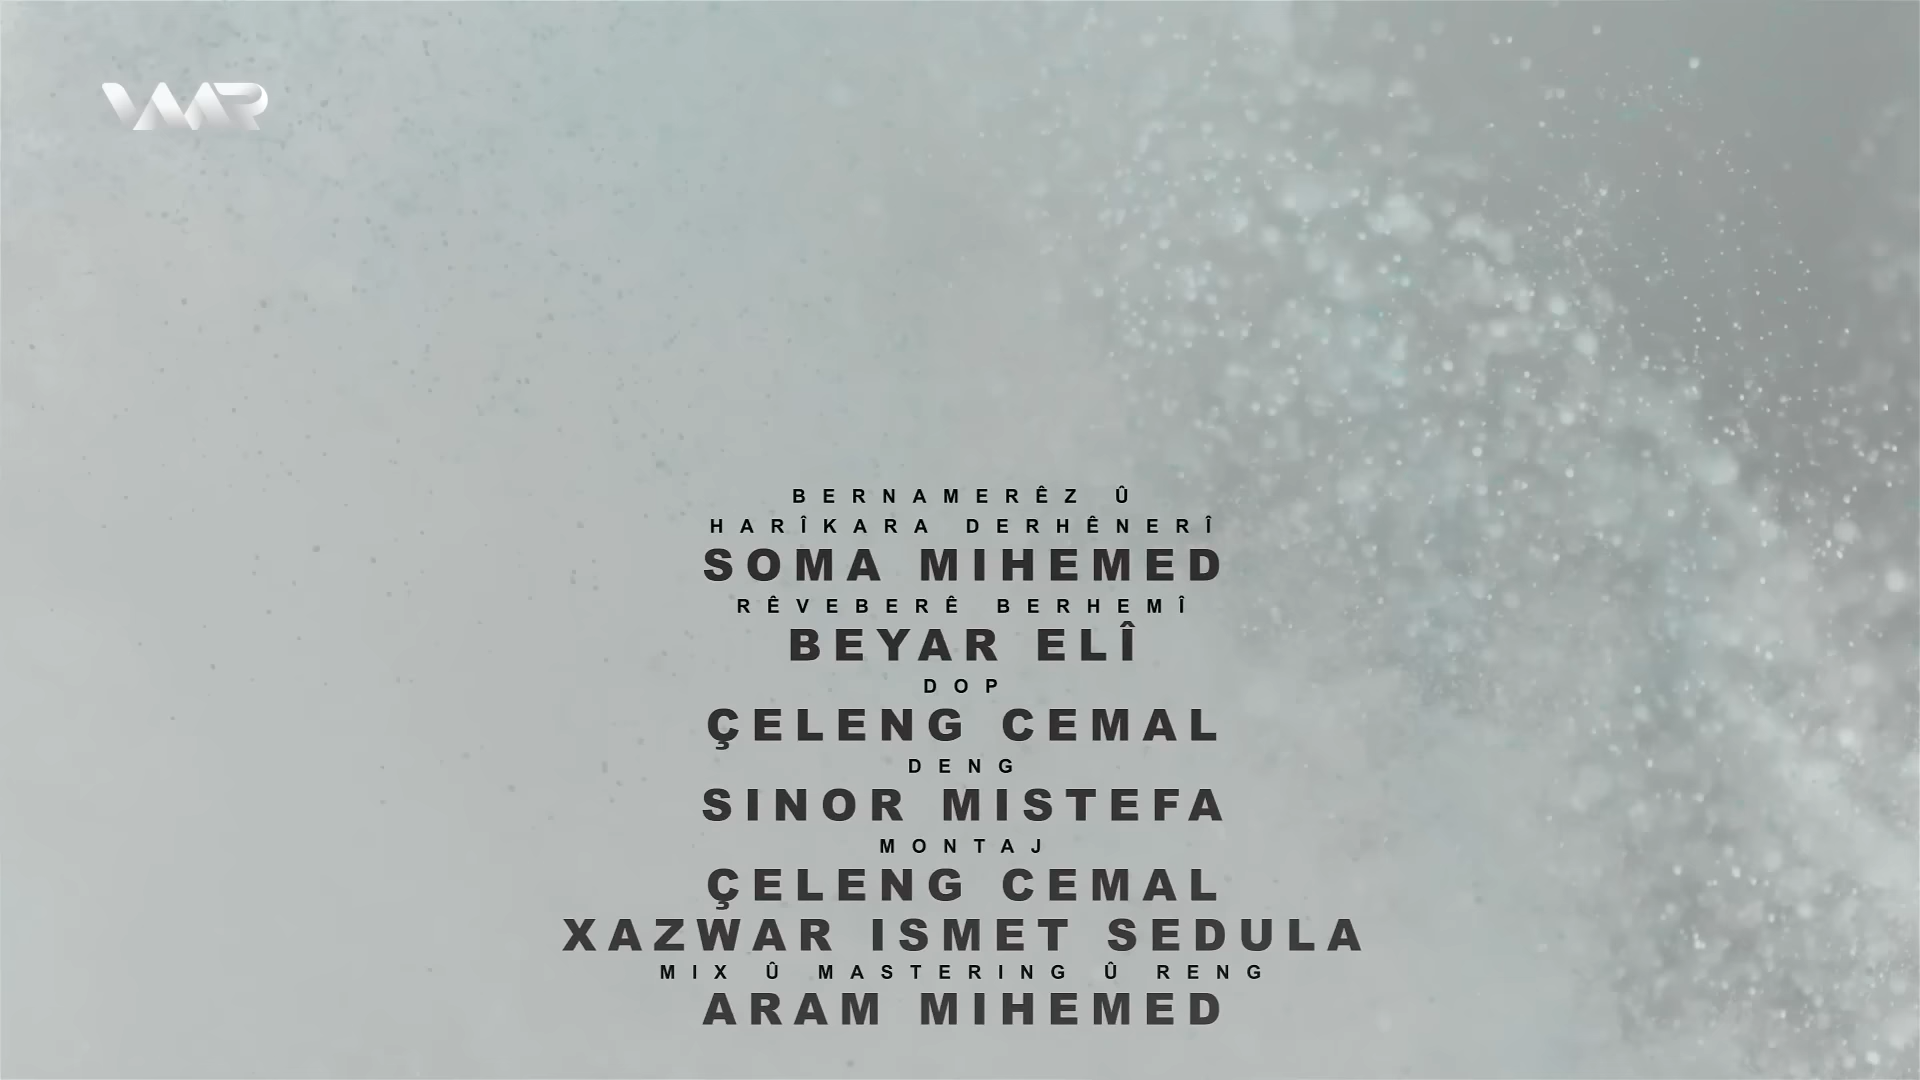 WAAR
BERNAMERÊZ Û
HARÎKARA DERHÊNERÎ
SOMA MIHEMED
RÊVEBERÊ BERHEMÎ
BEYAR ELÎ
DOP
ÇELENG CEMAL
DENG
SINOR MISTEFA
MONTAJ
ÇELENG CEMAL
XAZWAR ISMET SEDULA
MIX Û MASTERING Û RENG
ARAM MIHEMED